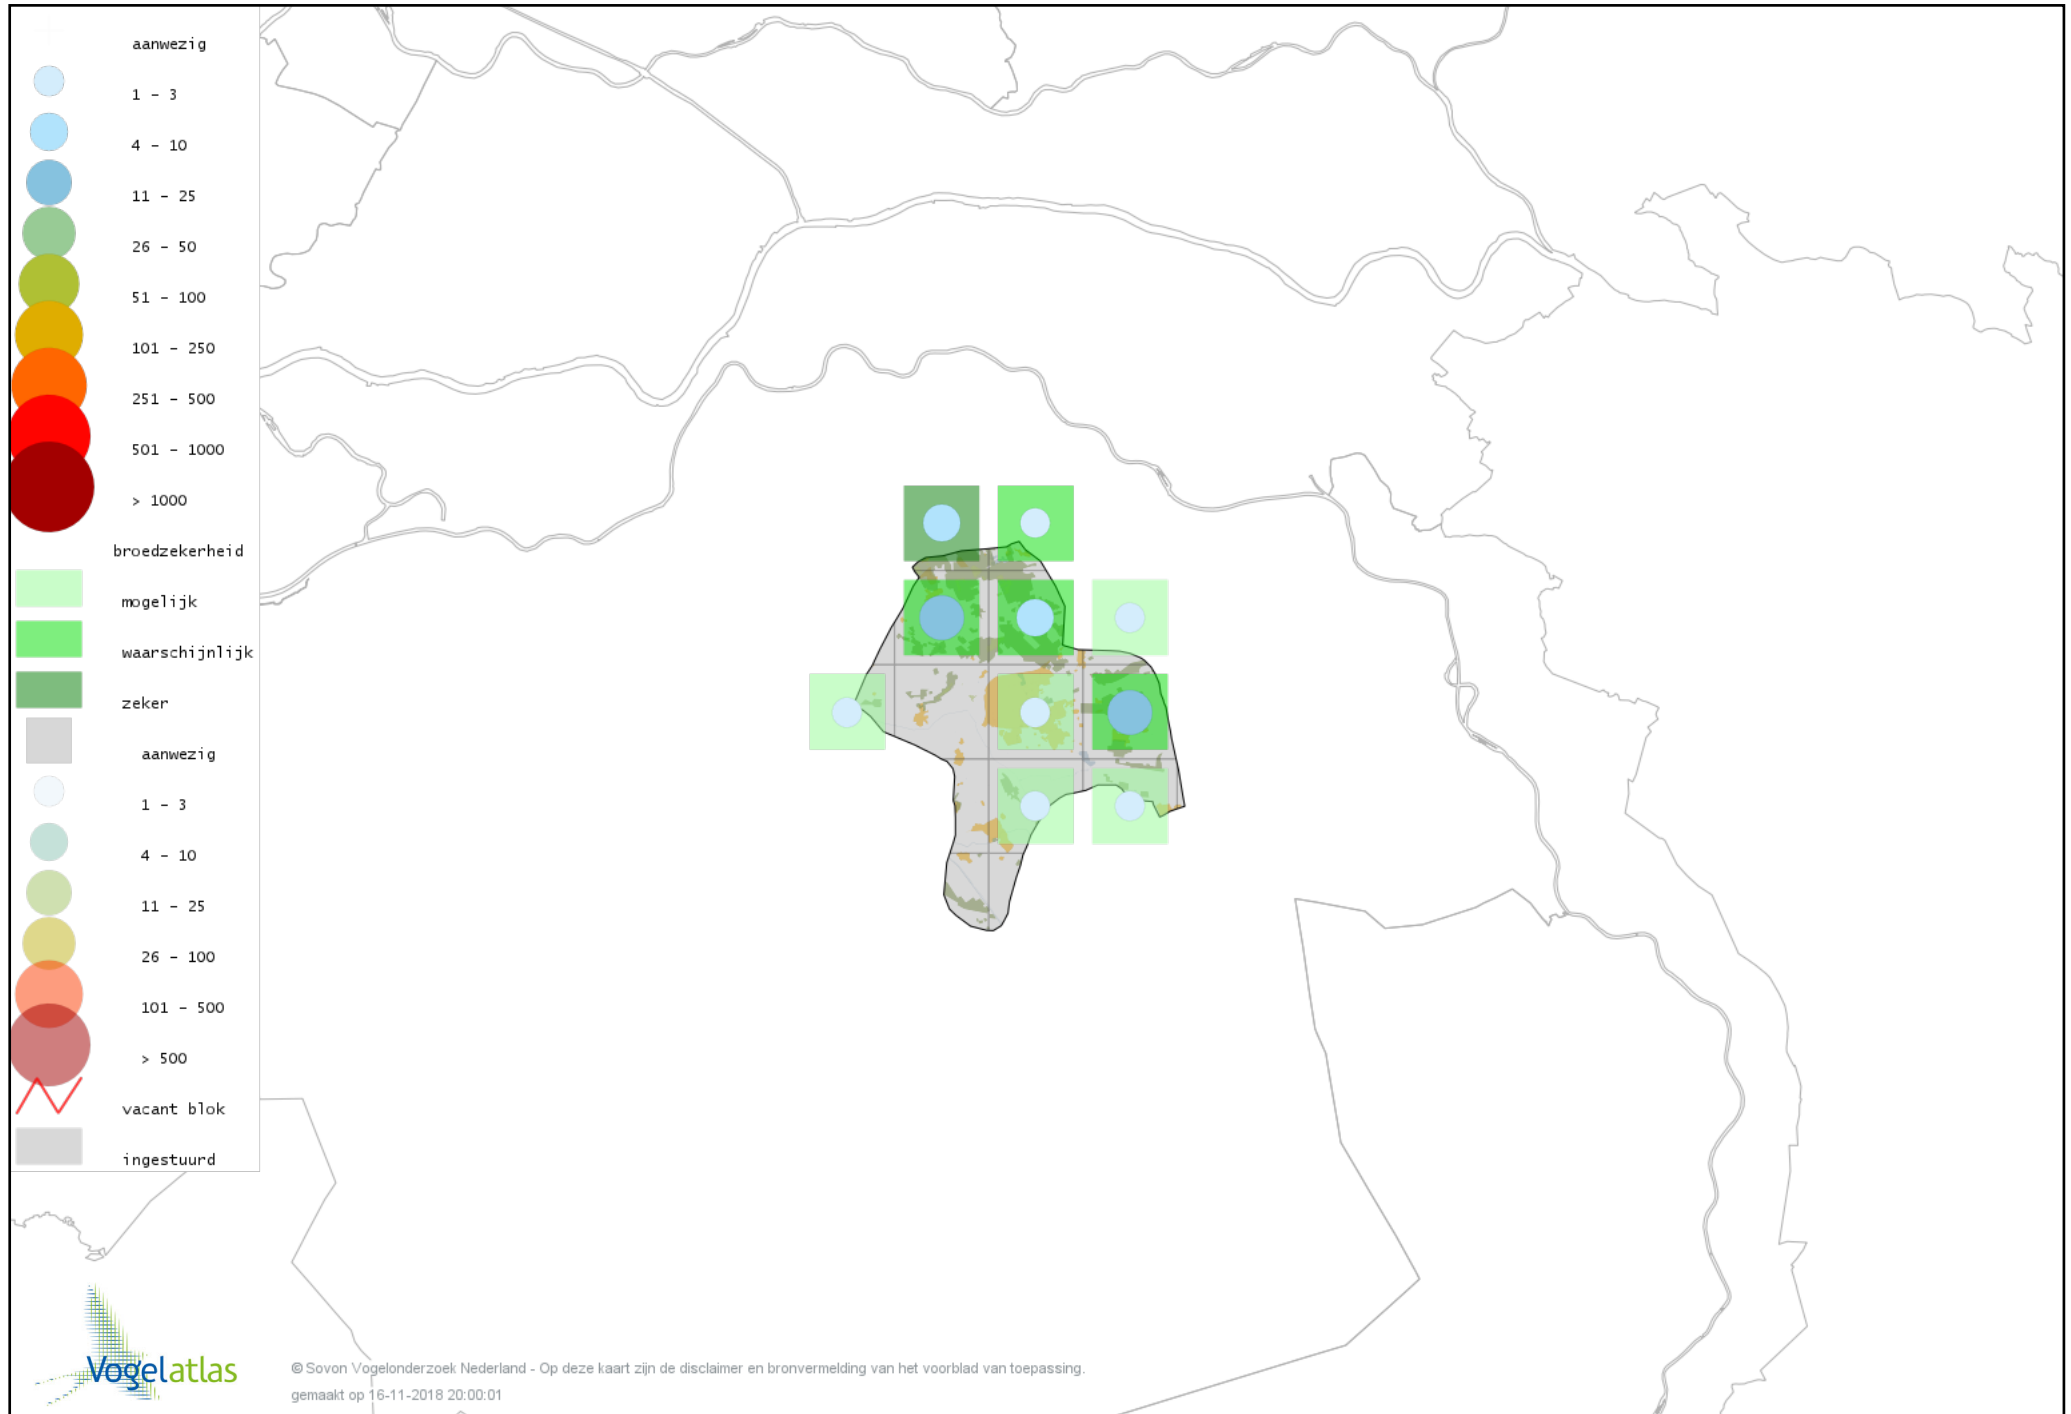 aanwezig
1 - 3
4 - 10
11 - 25
26 - 50
51 - 100
101 - 250
251 - 500
501 - 1000
> 1000
broedzekerheid
mogelijk
waarschijnlijk
zeker
aanwezig
1 - 3
4 - 10
11 - 25
26 - 100
101 - 500
> 500
vacant blok
ingestuurd
Vogelatlas
© Sovon Vogelonderzoek Nederland - Op deze kaart zijn de disclaimer en bronvermelding van het voorblad van toepassing.
gemaakt op 16-11-2018 20:00:01